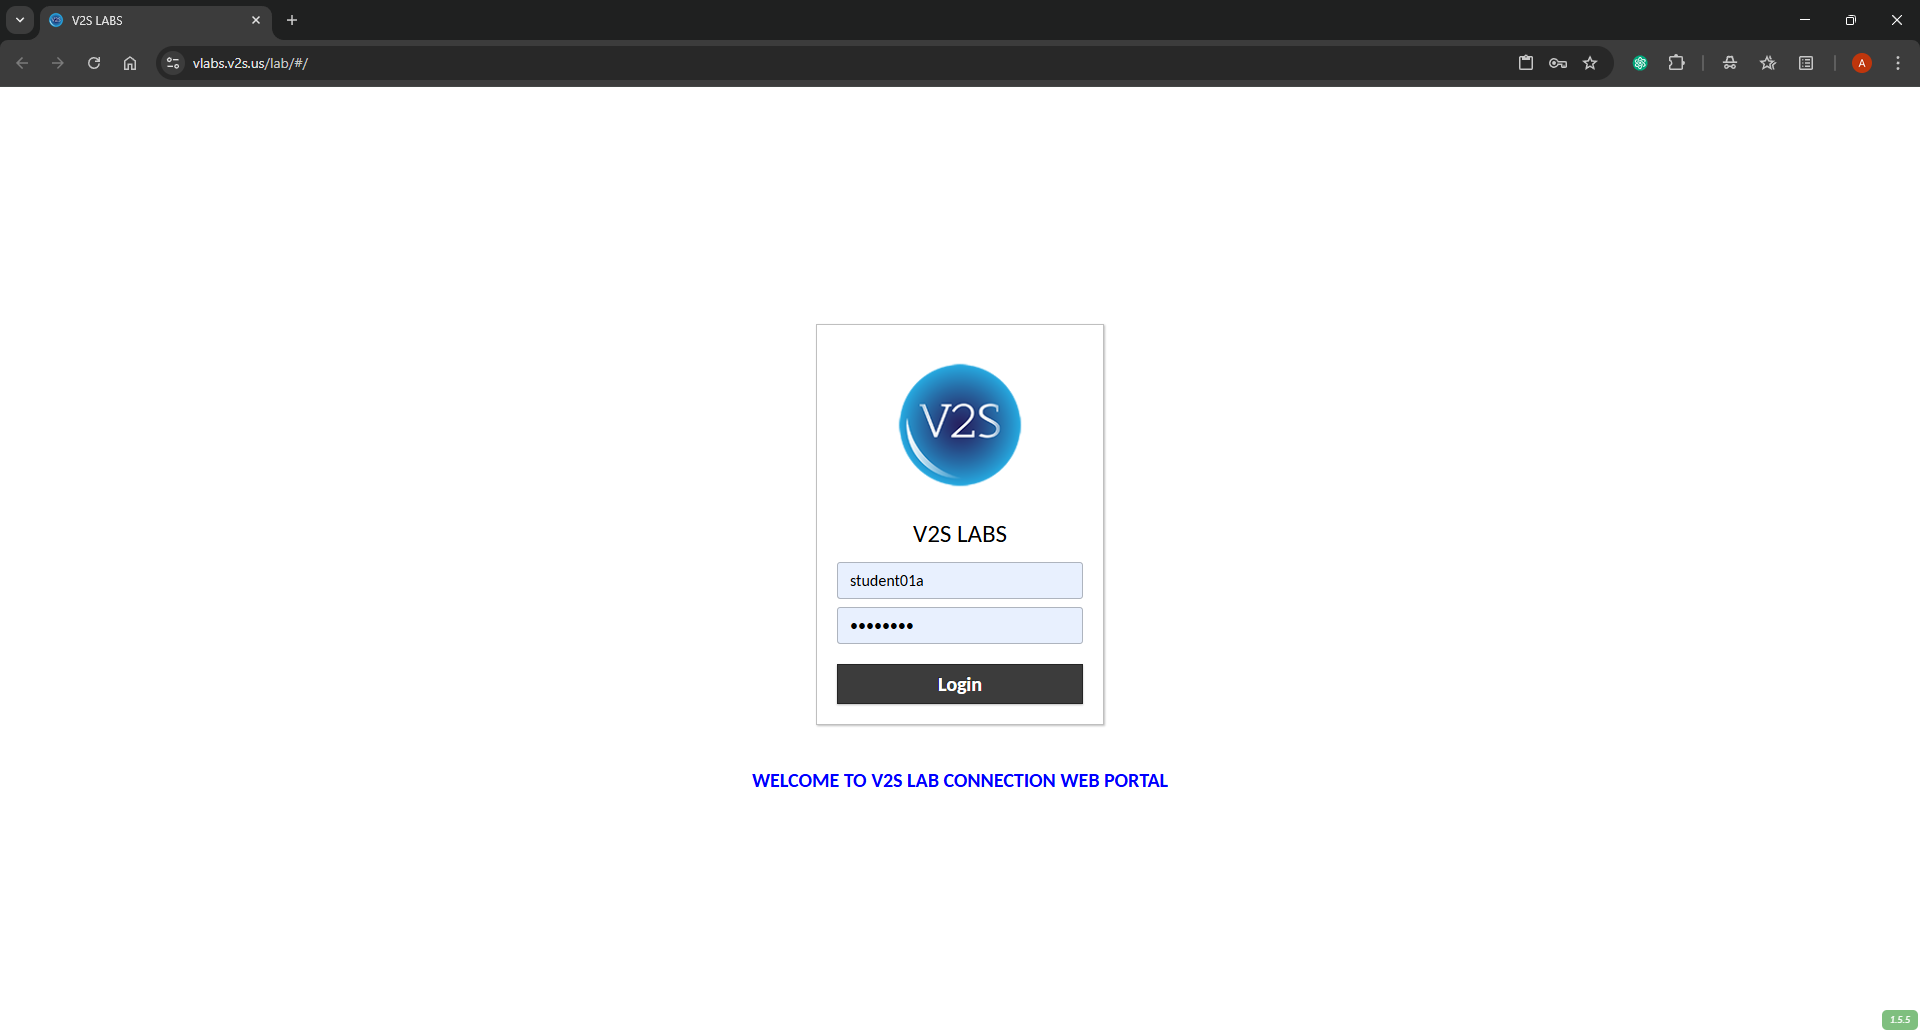 V2S LABS
vlabs.v2s.us/lab/#/
A
V2S
V2S LABS
student01a
••••••••
Login
WELCOME TO V2S LAB CONNECTION WEB PORTAL
1.5.5